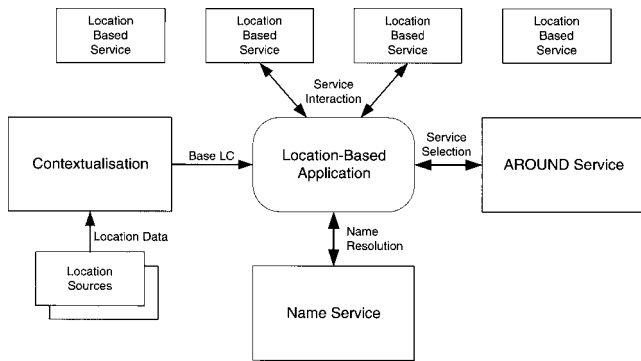 Location
Based
Service
Location
Based
Service
Location
Based
Service
Location
Based
Service
Service
Interaction
Contextualisation
Base LC
Location-Based
Application
Service
Selection
AROUND Service
Location Data
Name
Resolution
Location
Sources
Name Service